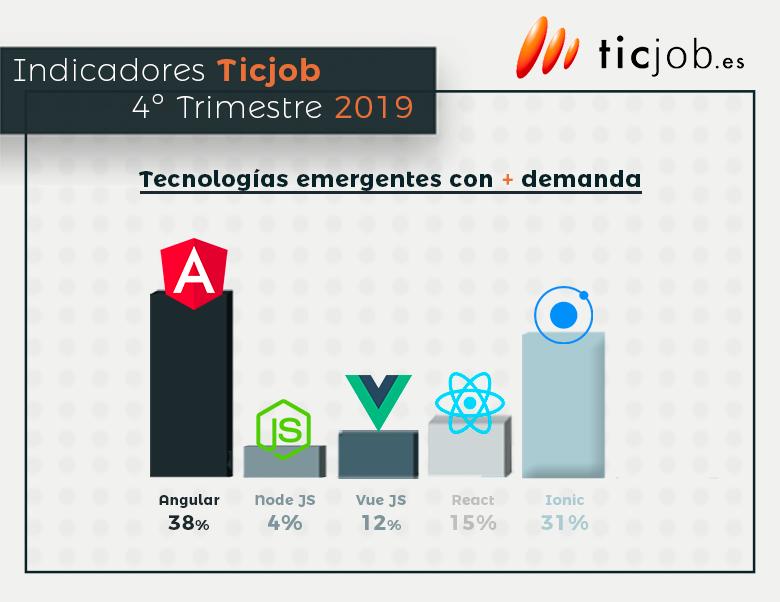 ticjob.es
Indicadores Ticjob
4º Trimestre 2019
Tecnologías emergentes con + demanda
A
JS
Angular
38%
Node JS
4%
Vue JS
12%
React
15%
Ionic
31%